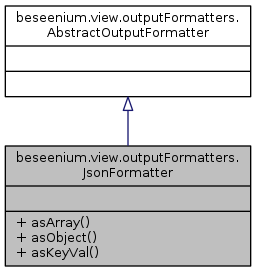 beseenium.view.outputFormatters.
AbstractOutputFormatter
beseenium.view.outputFormatters.
JsonFormatter
+ asArray()
+ asObject()
+ asKeyVal()